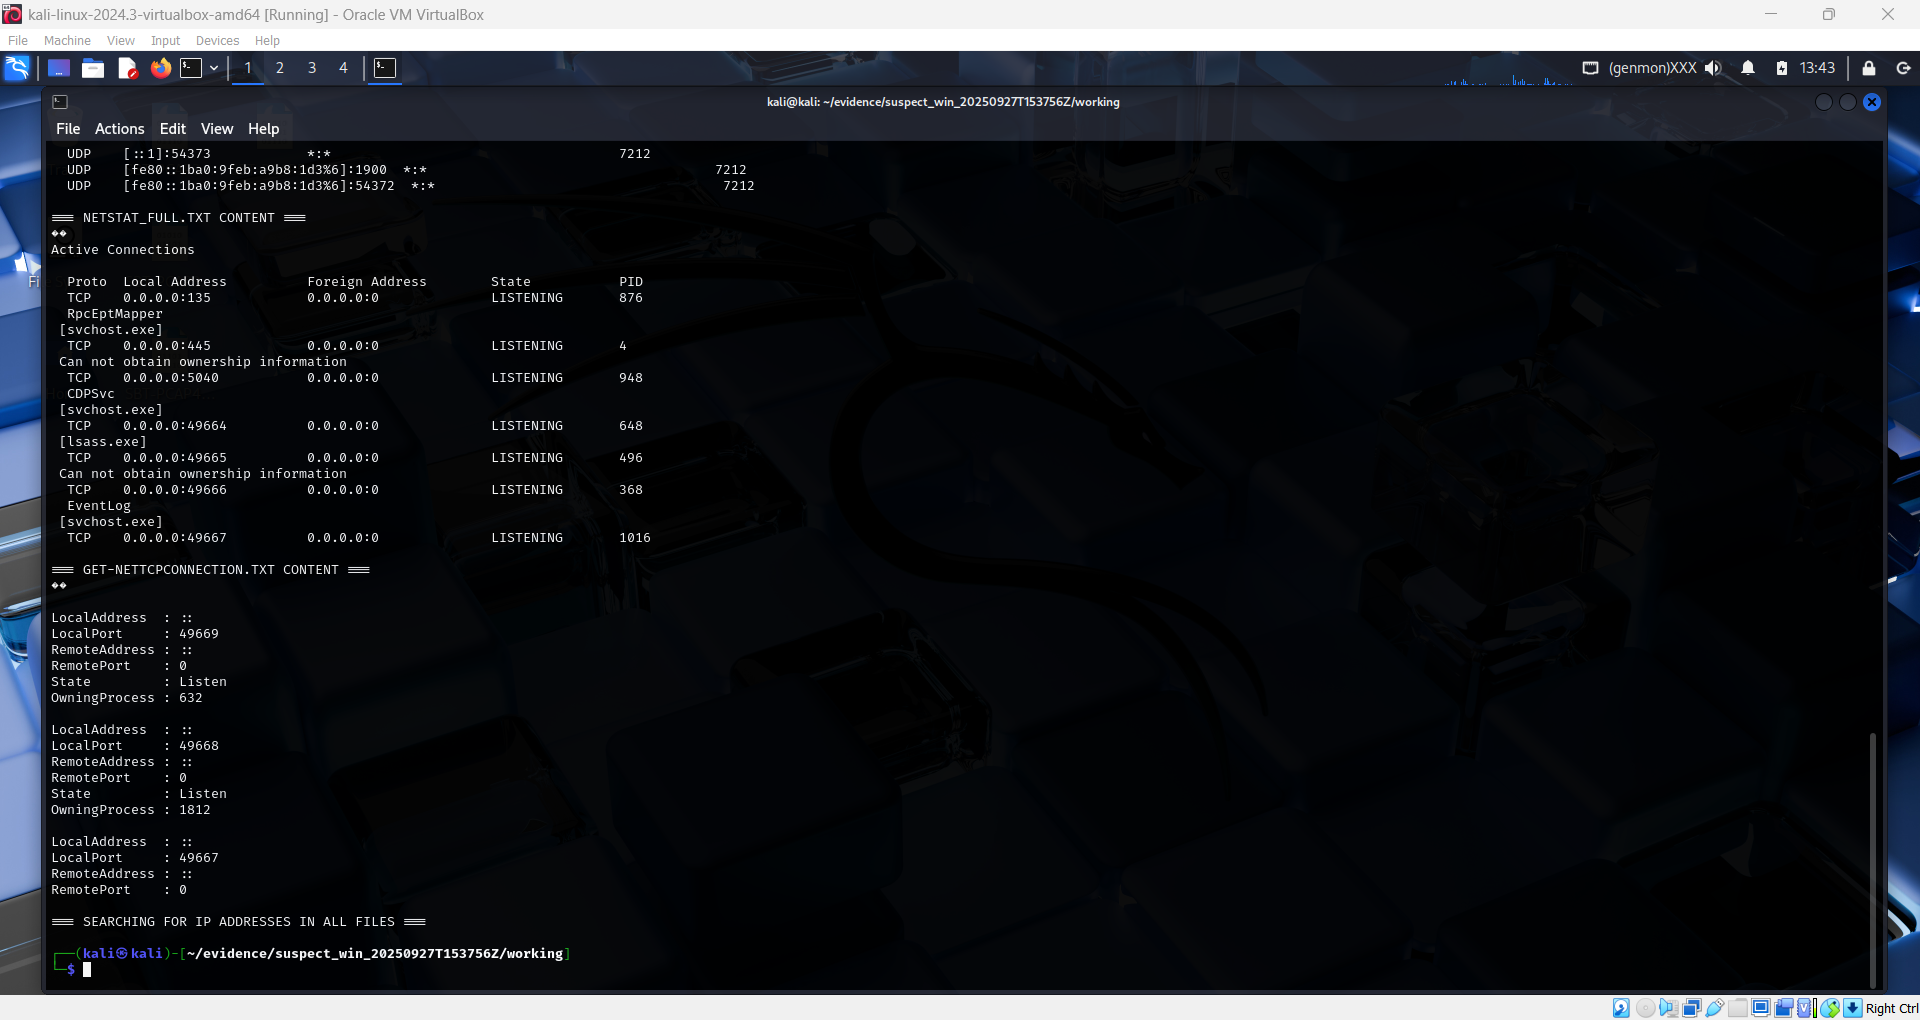 kali-linux-2024.3-virtualbox-amd64 [Running] - Oracle VM VirtualBox
File Machine View Input Devices Help
1 2 3 4 (genmon)XXX 13:43
kali@kali: ~/evidence/suspect_win_20250927T153756Z/working
File Actions Edit View Help
UDP [::1]:54373 *:* 7212
UDP [fe80::1ba0:9feb:a9b8:1d3%6]:1900 *:* 7212
UDP [fe80::1ba0:9feb:a9b8:1d3%6]:54372 *:* 7212
=== NETSTAT_FULL.TXT CONTENT ===
��
Active Connections
Proto Local Address Foreign Address State PID
TCP 0.0.0.0:135 0.0.0.0:0 LISTENING 876
RpcEptMapper
[svchost.exe]
TCP 0.0.0.0:445 0.0.0.0:0 LISTENING 4
Can not obtain ownership information
TCP 0.0.0.0:5040 0.0.0.0:0 LISTENING 948
CDPSvc
[svchost.exe]
TCP 0.0.0.0:49664 0.0.0.0:0 LISTENING 648
[lsass.exe]
TCP 0.0.0.0:49665 0.0.0.0:0 LISTENING 496
Can not obtain ownership information
TCP 0.0.0.0:49666 0.0.0.0:0 LISTENING 368
EventLog
[svchost.exe]
TCP 0.0.0.0:49667 0.0.0.0:0 LISTENING 1016
=== GET-NETTCPCONNECTION.TXT CONTENT ===
��
LocalAddress : ::
LocalPort : 49669
RemoteAddress : ::
RemotePort : 0
State : Listen
OwningProcess : 632
LocalAddress : ::
LocalPort : 49668
RemoteAddress : ::
RemotePort : 0
State : Listen
OwningProcess : 1812
LocalAddress : ::
LocalPort : 49667
RemoteAddress : ::
RemotePort : 0
=== SEARCHING FOR IP ADDRESSES IN ALL FILES ===
┌──(kali㉿kali)-[~/evidence/suspect_win_20250927T153756Z/working]
└─$
Right Ctrl